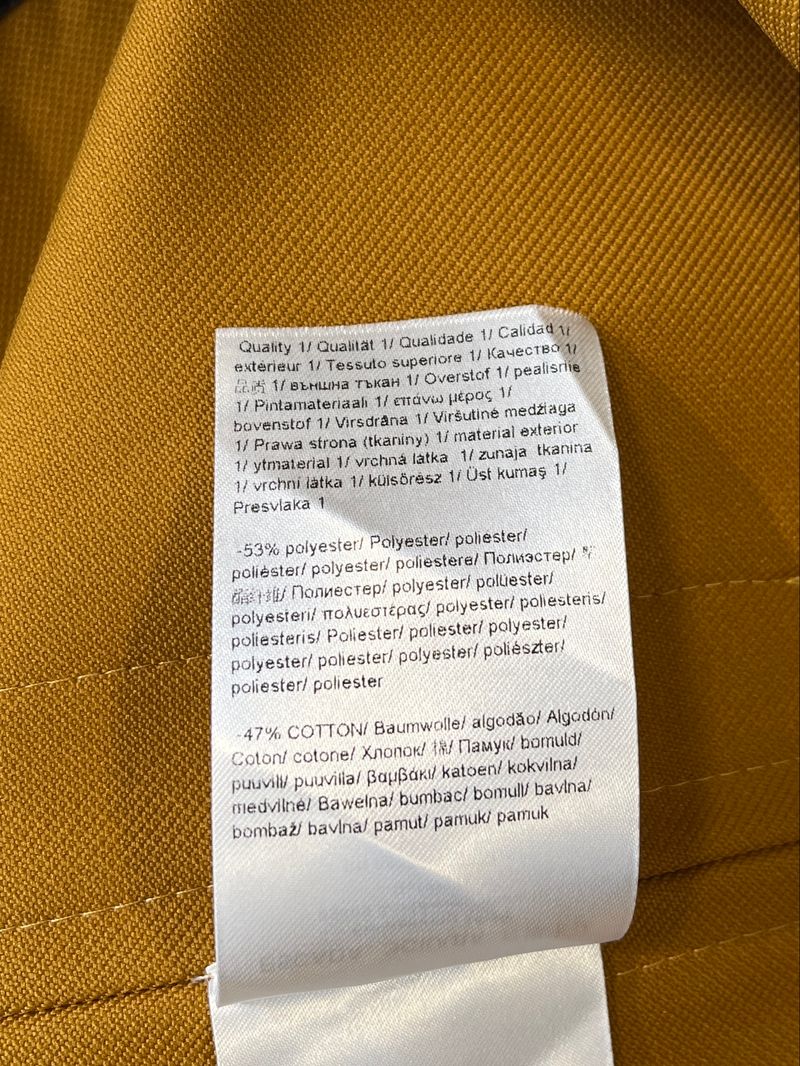 Quality 1/ Qualität 1/ Qualidade 1/ Calidad 1/
extérieur 1/ Tessuto superiore 1/ Качество 1/
品质 1/ външна тъкан 1/ Overstof 1/ pealismie
1/ Pintamateriaali 1/ επάνω μέρος 1/
bovenstof 1/ Virsdrāna 1/ Viršutinė medžiaga
1/ Prawa strona (tkaniny) 1/ material exterior
1/ ytmaterial 1/ vrchná látka 1/ zunaja tkanina
1/ vrchní látka 1/ külsőrész 1/ Üst kumaş 1/
Presvlaka 1
-53% polyester/ Polyester/ poliéster/
poliéster/ polyester/ poliestere/ Полиэстер/
酯纤维/ Полиестер/ polyester/ polüester/
polyesteri/ πολυεστέρας/ polyester/ poliesteris/
poliesteris/ Poliester/ poliester/ polyester/
polyester/ poliester/ polyester/ poliészter/
poliester/ poliester
-47% COTTON/ Baumwolle/ algodão/ Algodón/
Coton/ cotone/ Хлопок/ 棉/ Памук/ bomuld/
puuvill/ puuvilla/ βαμβάκι/ katoen/ kokvilna/
medvilnė/ Bawełna/ bumbac/ bomull/ bavlna/
bombaž/ bavlna/ pamut/ pamuk/ pamuk